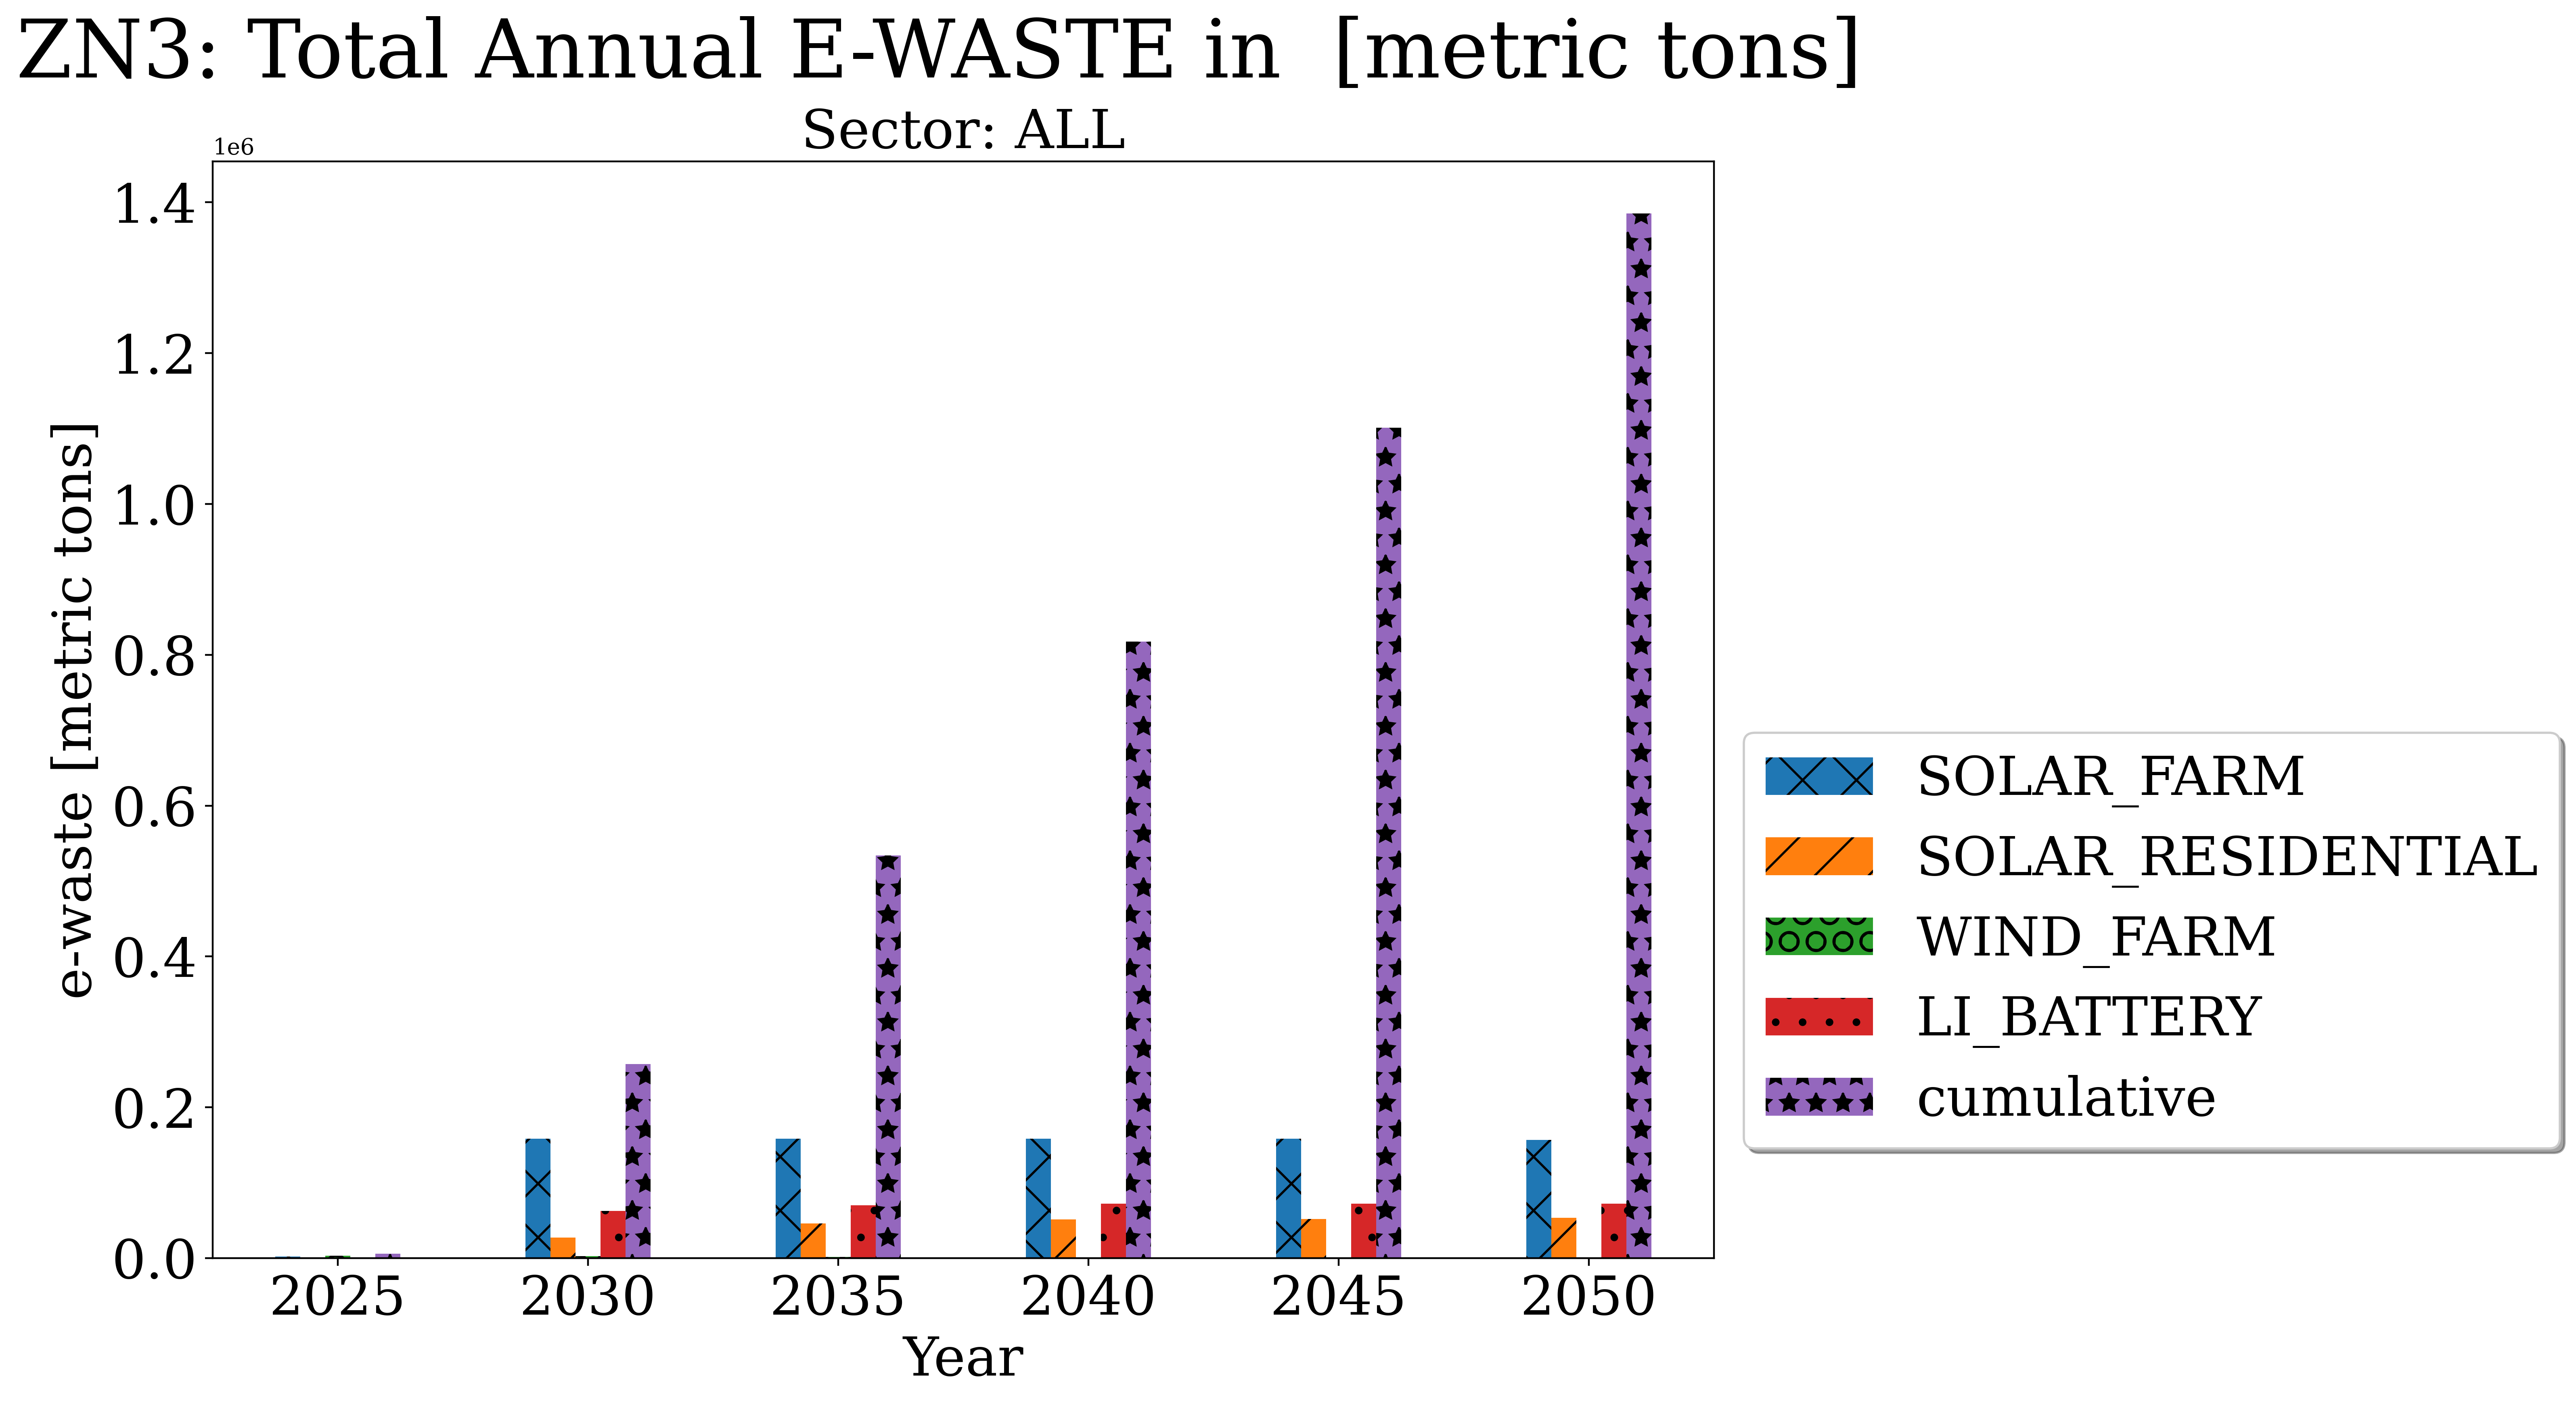 ZN3: Total Annual E-WASTE in  [metric tons]
Sector: ALL
1e6
1.4
1.2
1.0
0.8
0.6
0.4
0.2
0.0
e-waste [metric tons]
2025 2030 2035 2040 2045 2050
Year
SOLAR_FARM
SOLAR_RESIDENTIAL
WIND_FARM
LI_BATTERY
cumulative